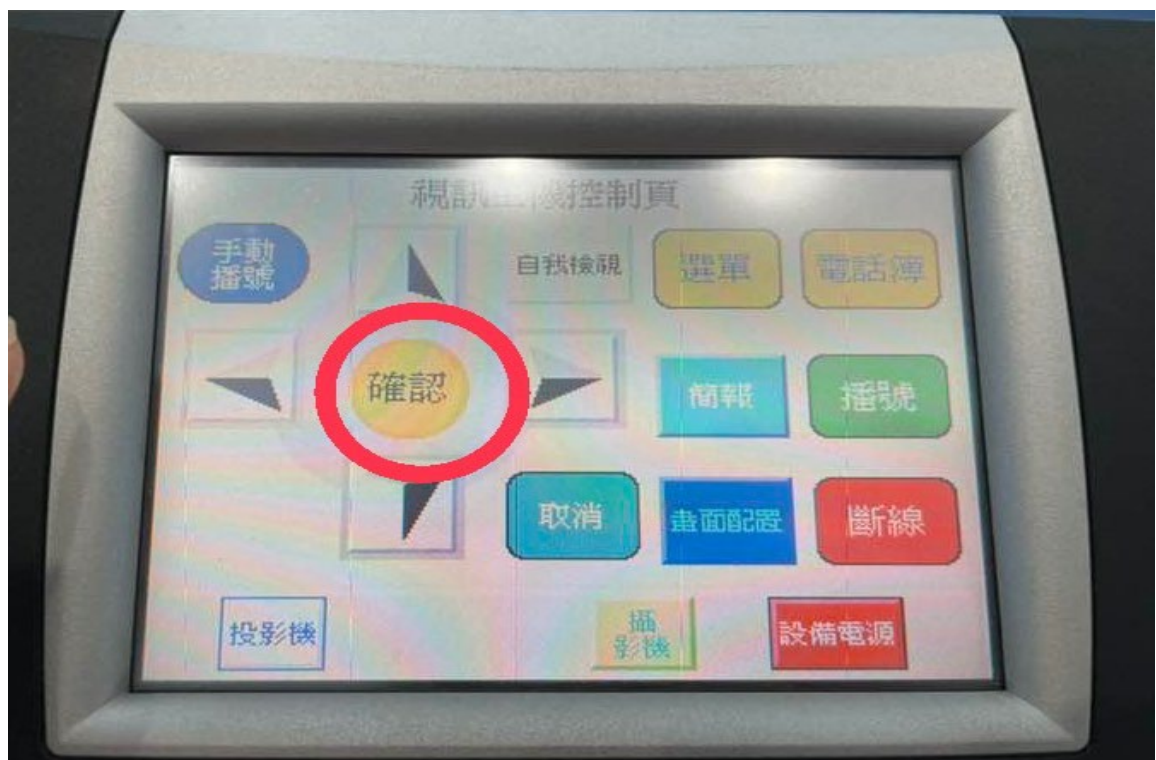 視訊主機控制頁
手動
播號
自我檢視
選單
電話簿
確認
簡報
播號
取消
畫面配置
斷線
投影機
攝
影機
設備電源